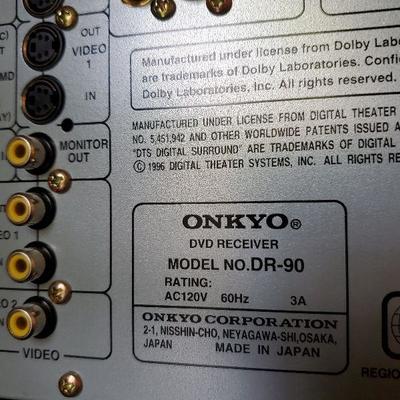 C)
OUT
T
VIDEO
1
MD
IN
AY)
MONITOR
OUT
VIDEO
Manufactured under license from Dolby Labo
are trademarks of Dolby Laboratories. Confid
Dolby Laboratories, Inc. All rights reserved.
MANUFACTURED UNDER LICENSE FROM DIGITAL THEATER
NO. 5,451,942 AND OTHER WORLDWIDE PATENTS ISSUED A
"DTS DIGITAL SURROUND" ARE TRADEMARKS OF DIGITAL
© 1996 DIGITAL THEATER SYSTEMS, INC. ALL RIGHTS RE
ONKYO®
DVD RECEIVER
MODEL NO.DR-90
RATING:
AC120V 60Hz 3A
ONKYO CORPORATION
2-1, NISSHIN-CHO, NEYAGAWA-SHI,OSAKA,
JAPAN MADE IN JAPAN
REGIO